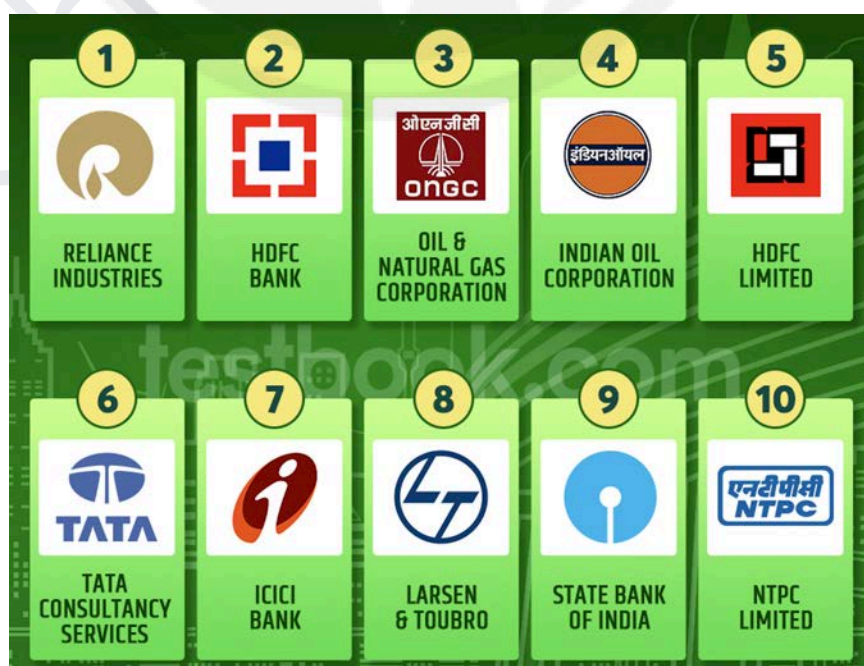 1
2
3
4
5
ओएनजीसी
ONGC
इंडियनऑयल
RELIANCE
INDUSTRIES
HDFC
BANK
OIL &
NATURAL GAS
CORPORATION
INDIAN OIL
CORPORATION
HDFC
LIMITED
testbook.com
6
7
8
9
10
TATA
i
LT
एनटीपीसी
NTPC
TATA
CONSULTANCY
SERVICES
ICICI
BANK
LARSEN
& TOUBRO
STATE BANK
OF INDIA
NTPC
LIMITED